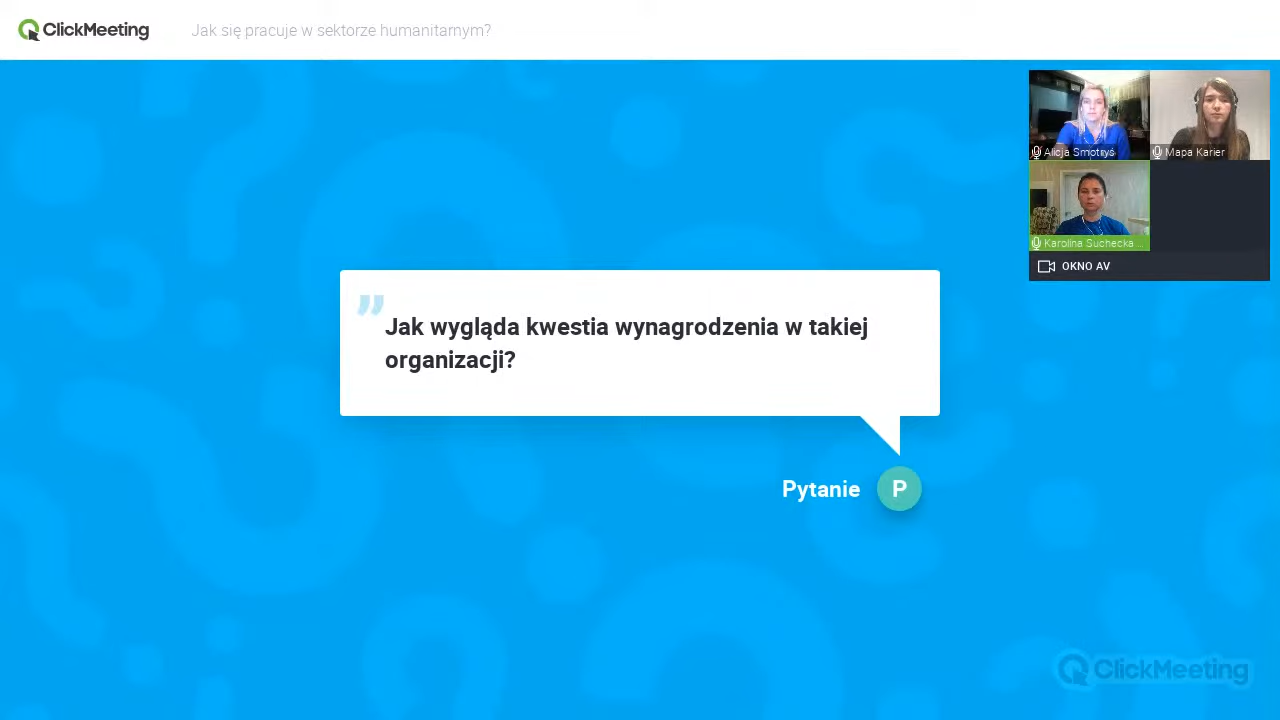 ClickMeeting
Jak się pracuje w sektorze humanitarnym?
Alicja Smotryś
Mapa Karier
Karolina Suchecka ...
OKNO AV
”
Jak wygląda kwestia wynagrodzenia w takiej
organizacji?
Pytanie
P
ClickMeeting